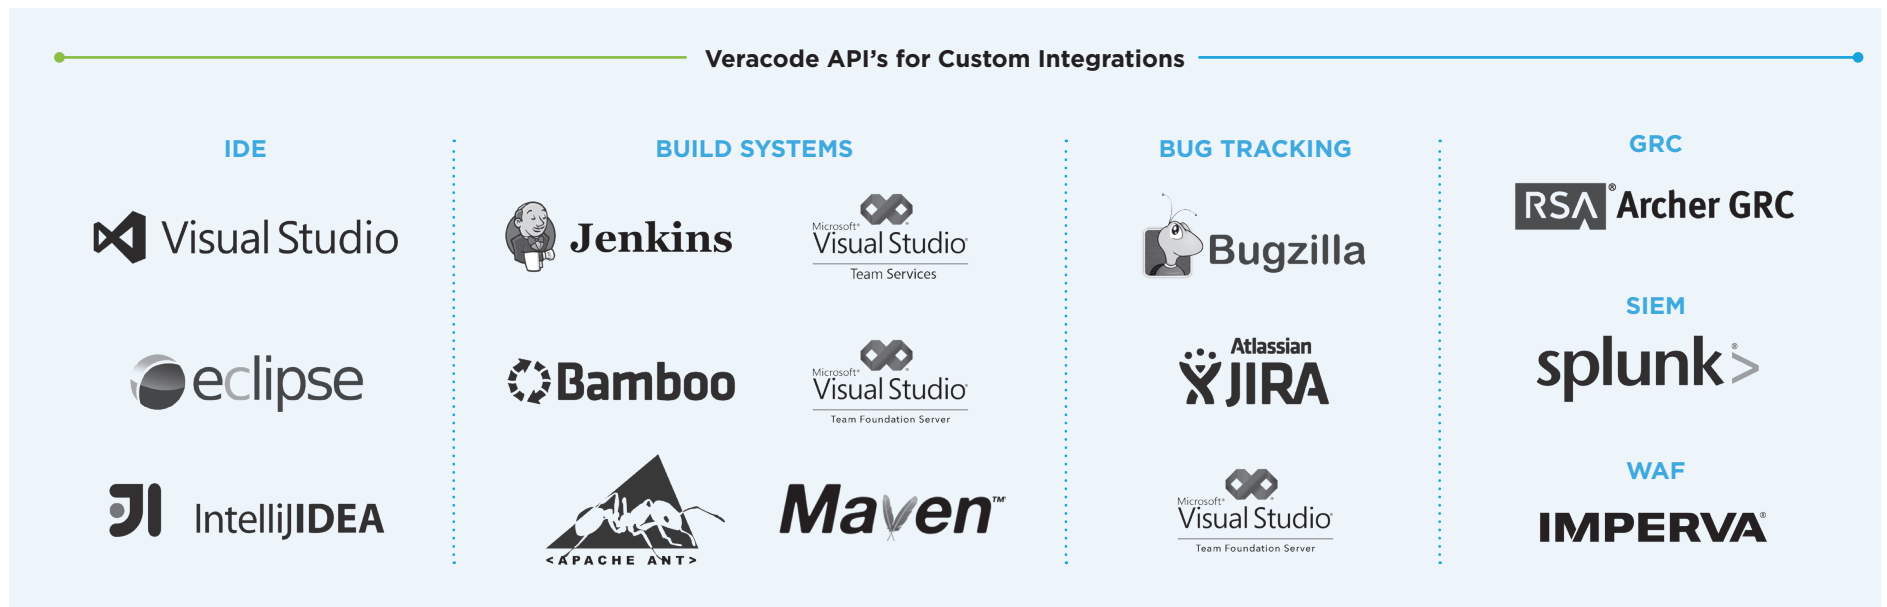 Veracode API’s for Custom Integrations
IDE
Visual Studio
eclipse
IntelliJIDEA
BUILD SYSTEMS
Jenkins
Microsoft®
Visual Studio®
Team Services
Bamboo
Microsoft®
Visual Studio®
Team Foundation Server
<APACHE ANT>
Maven™
BUG TRACKING
Bugzilla
Atlassian
JIRA
Microsoft®
Visual Studio®
Team Foundation Server
GRC
RSA® Archer GRC
SIEM
splunk®>
WAF
IMPERVA®